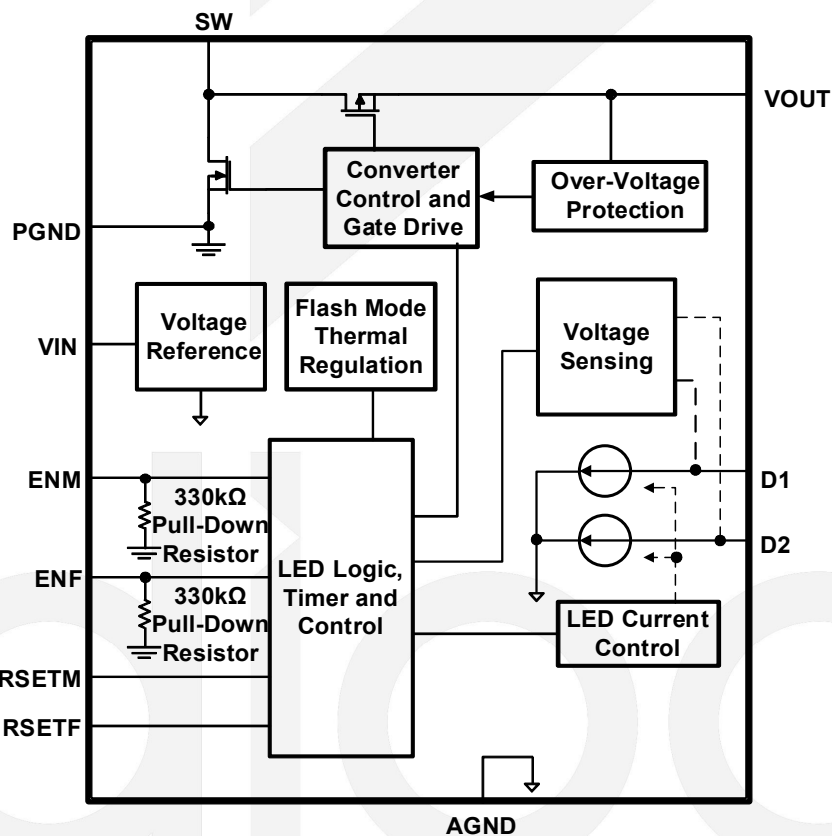 SW
VOUT
Converter
Control and
Gate Drive
Over-Voltage
Protection
PGND
VIN
Voltage
Reference
Flash Mode
Thermal
Regulation
Voltage
Sensing
ENM
330kΩ
Pull-Down
Resistor
D1
D2
ENF
330kΩ
Pull-Down
Resistor
LED Logic,
Timer and
Control
LED Current
Control
RSETM
RSETF
AGND